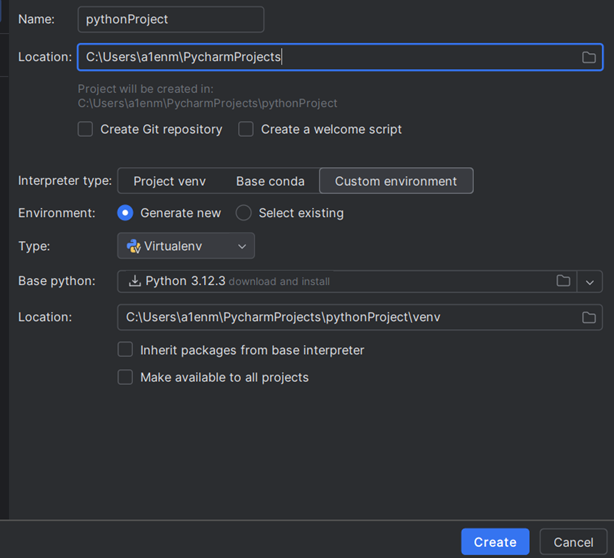 Name: pythonProject
Location: C:\Users\a1enm\PycharmProjects
Project will be created in:
C:\Users\a1enm\PycharmProjects\pythonProject
Create Git repository Create a welcome script
Interpreter type: Project venv Base conda Custom environment
Environment: Generate new Select existing
Type: Virtualenv
Base python: Python 3.12.3 download and install
Location: C:\Users\a1enm\PycharmProjects\pythonProject\venv
Inherit packages from base interpreter
Make available to all projects
Create Cancel